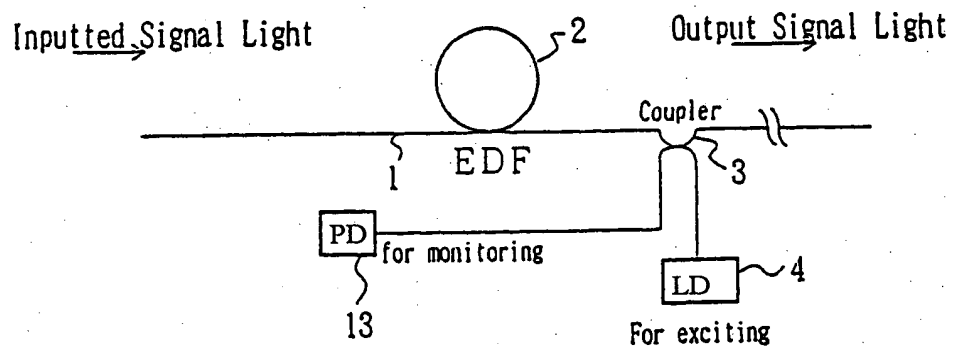 Inputted Signal Light
Output Signal Light
2
Coupler
1
EDF
3
PD
for monitoring
13
LD
4
For exciting